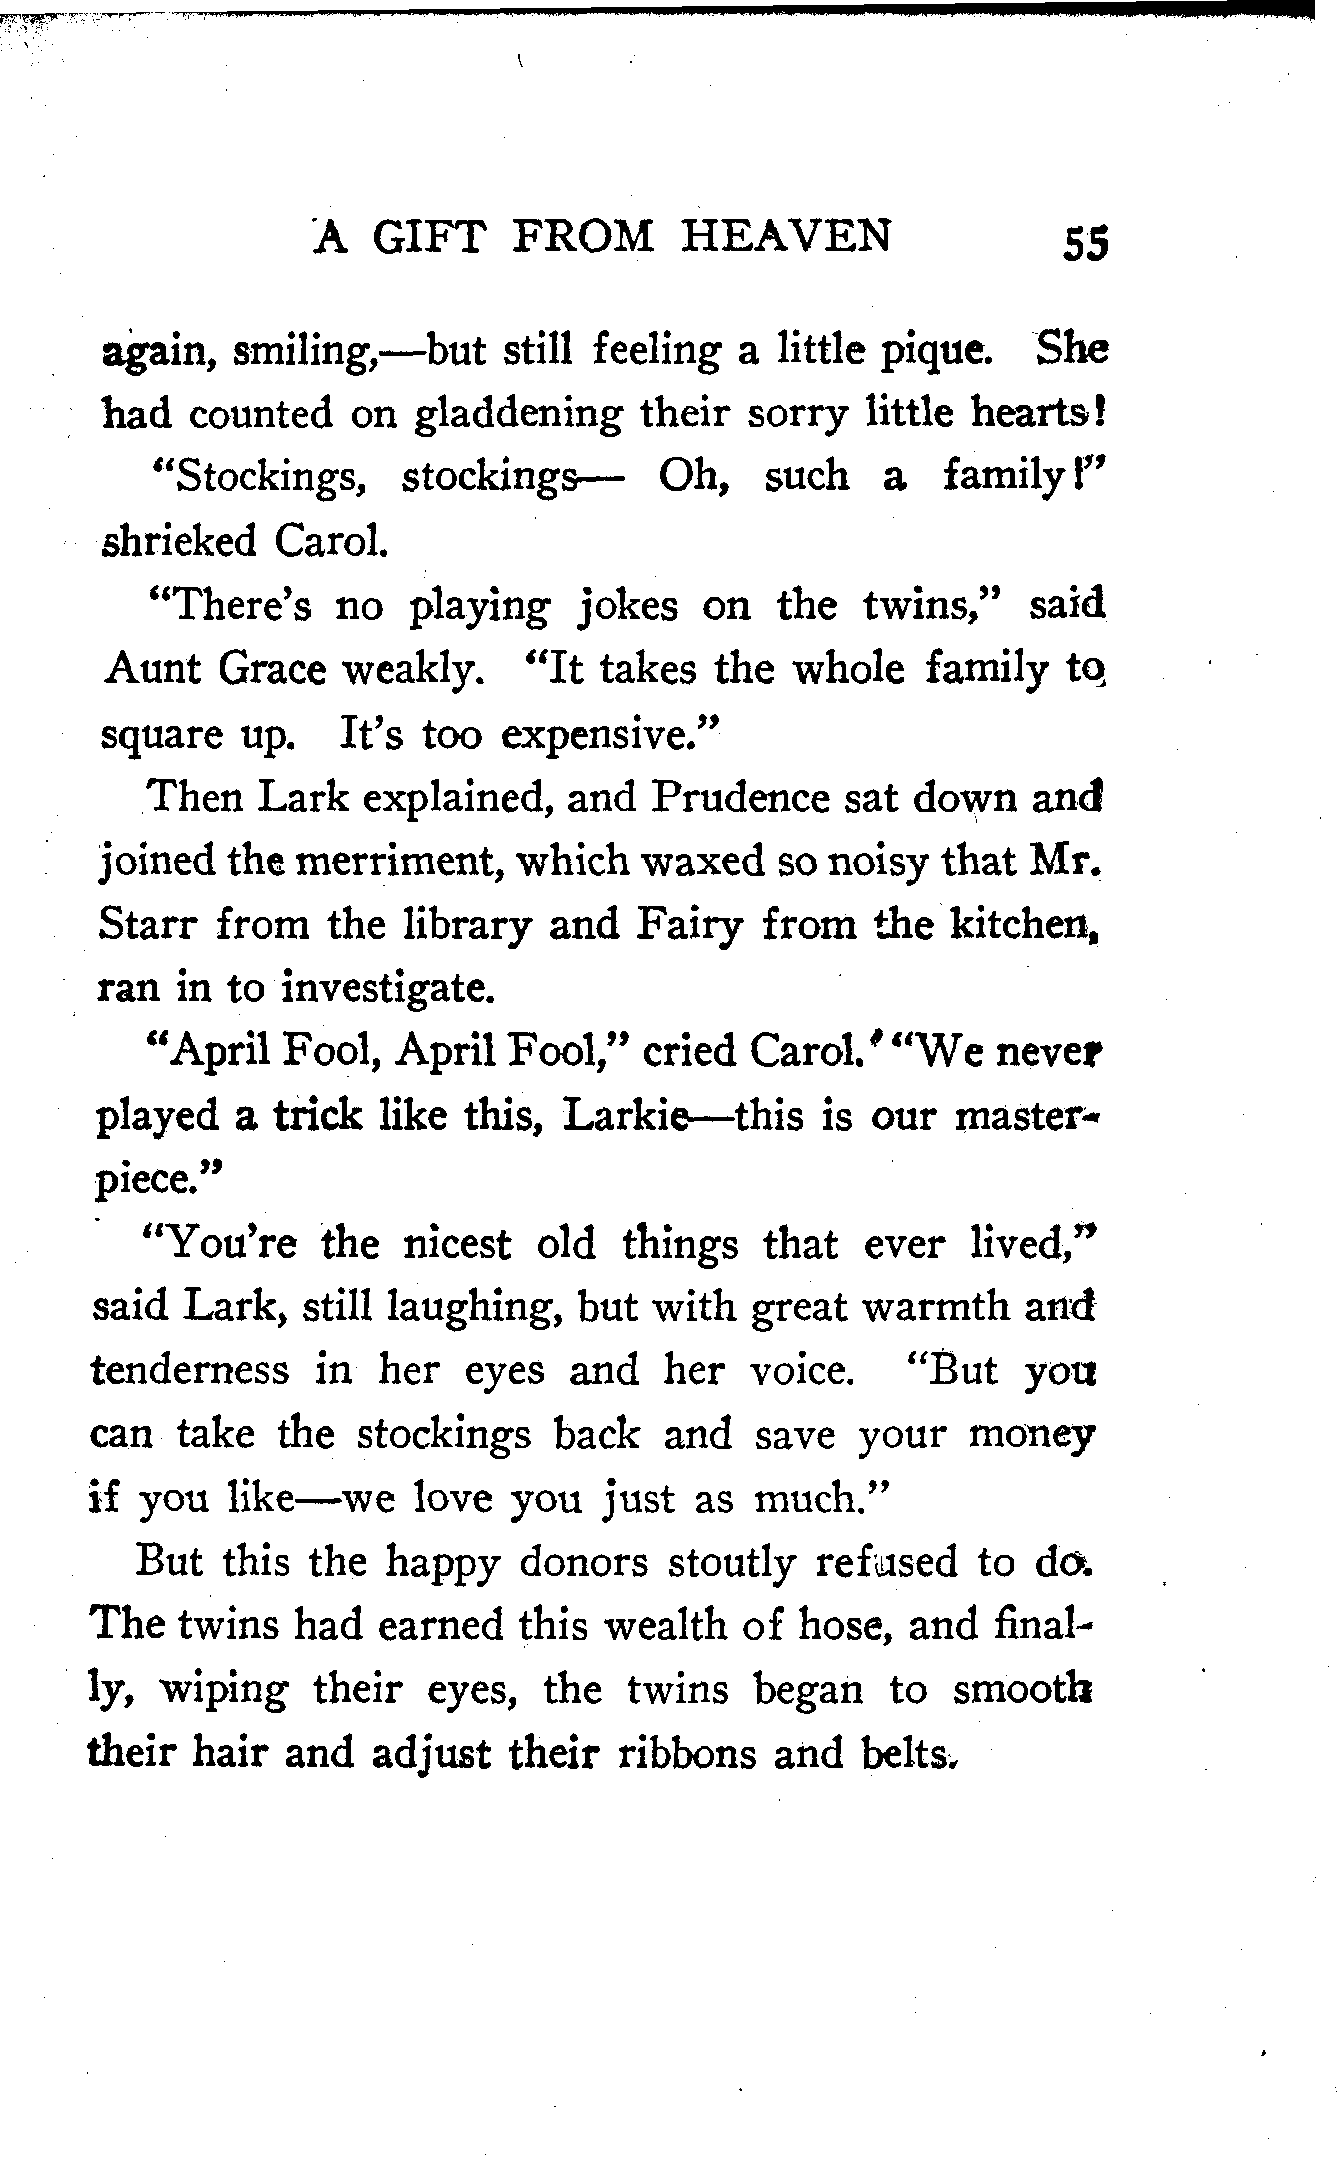 A GIFT FROM HEAVEN 55
again, smiling,—but still feeling a little pique. She
had counted on gladdening their sorry little hearts!
"Stockings, stockings— Oh, such a family!"
shrieked Carol.
"There's no playing jokes on the twins," said
Aunt Grace weakly. "It takes the whole family to
square up. It's too expensive."
Then Lark explained, and Prudence sat down and
joined the merriment, which waxed so noisy that Mr.
Starr from the library and Fairy from the kitchen,
ran in to investigate.
"April Fool, April Fool," cried Carol. "We never
played a trick like this, Larkie—this is our master-
piece."
"You're the nicest old things that ever lived,"
said Lark, still laughing, but with great warmth and
tenderness in her eyes and her voice. "But you
can take the stockings back and save your money
if you like—we love you just as much."
But this the happy donors stoutly refused to do.
The twins had earned this wealth of hose, and final-
ly, wiping their eyes, the twins began to smooth
their hair and adjust their ribbons and belts.